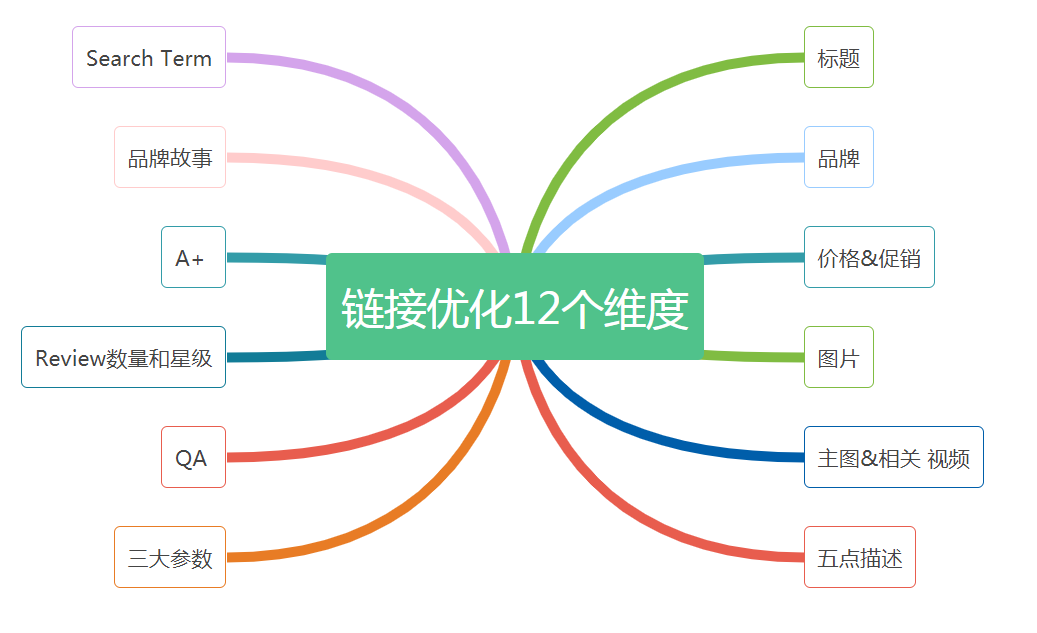 链接优化12个维度
标题
品牌
价格&促销
图片
主图&相关 视频
五点描述
Search Term
品牌故事
A+
Review数量和星级
QA
三大参数